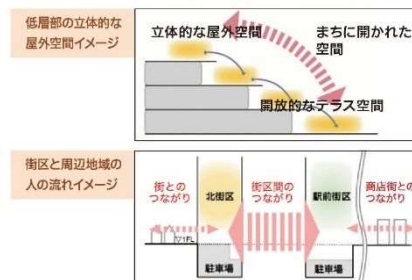 低層部の立体的な
屋外空間イメージ
立体的な屋外空間
まちに開かれた
空間
開放的なテラス空間
街区と周辺地域の
人の流れイメージ
街との
つながり
北街区
街区間の
つながり
駅前街区
商店街との
つながり
▽1FL
駐車場
駐車場